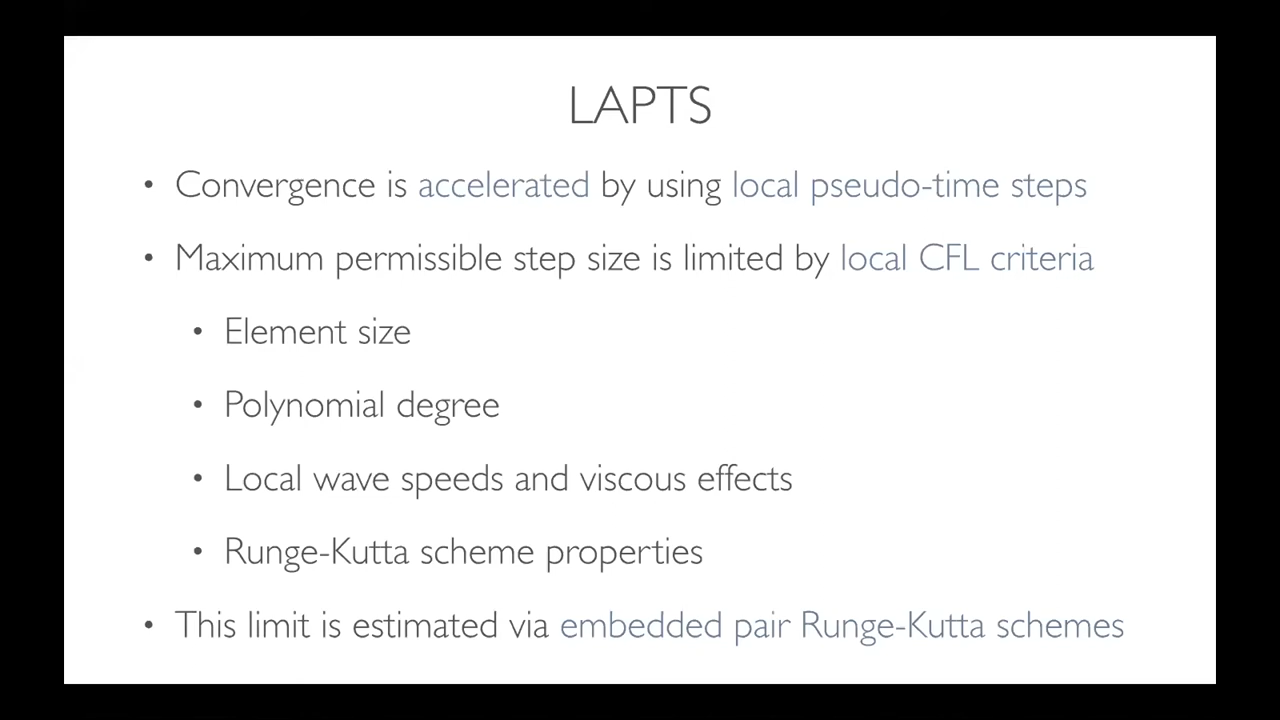 LAPTS
• Convergence is accelerated by using local pseudo-time steps
• Maximum permissible step size is limited by local CFL criteria
• Element size
• Polynomial degree
• Local wave speeds and viscous effects
• Runge-Kutta scheme properties
• This limit is estimated via embedded pair Runge-Kutta schemes